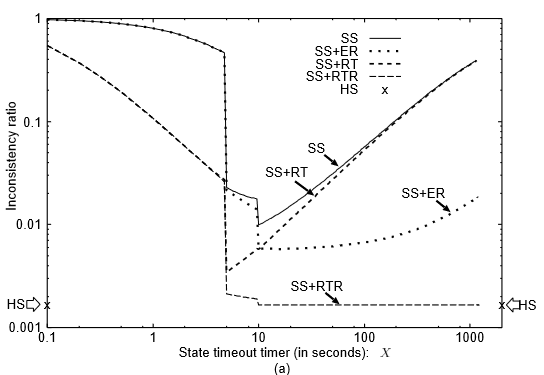 1
0.1
0.01
0.001
Inconsistency ratio
SS
SS+ER
SS+RT
SS+RTR
HS x
SS
SS+RT
SS+ER
SS+RTR
HS x
x HS
0.1 1 10 100 1000
State timeout timer (in seconds): X
(a)